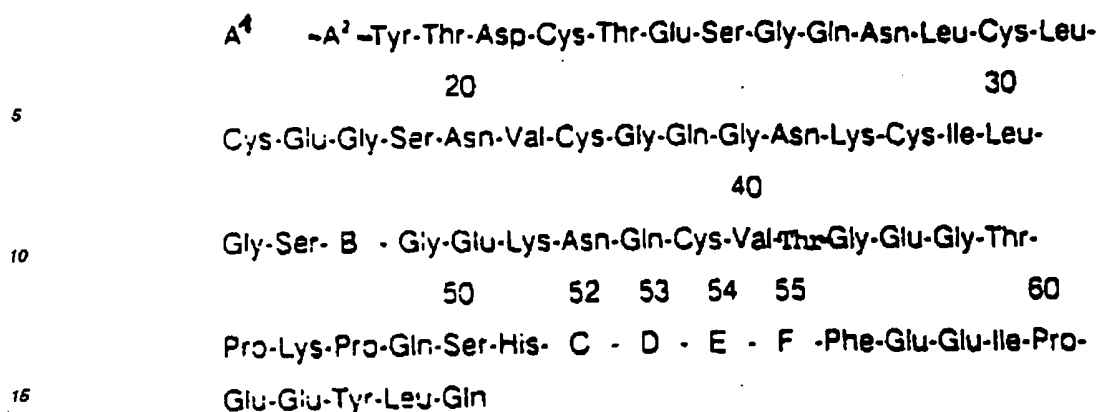 A¹ -A² -Tyr-Thr-Asp-Cys-Thr-Glu-Ser-Gly-Gln-Asn-Leu-Cys-Leu-
20 30
5
Cys-Glu-Gly-Ser-Asn-Val-Cys-Gly-Gln-Gly-Asn-Lys-Cys-Ile-Leu-
40
10 Gly-Ser- B - Gly-Glu-Lys-Asn-Gln-Cys-Val-Thr-Gly-Glu-Gly-Thr-
50 52 53 54 55 60
Pro-Lys-Pro-Gln-Ser-His- C - D - E - F -Phe-Glu-Glu-Ile-Pro-
15 Glu-Glu-Tyr-Leu-Gln